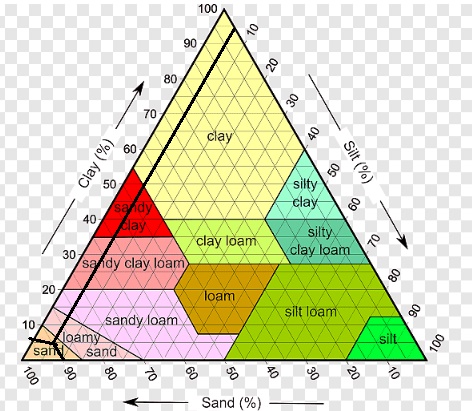 100
90
80
70
60
50
40
30
20
10
Clay (%)
10
20
30
40
50
60
70
80
90
100
Silt (%)
clay
silty
clay
sandy
clay
clay loam
silty
clay loam
sandy clay loam
loam
silt loam
sandy loam
loamy
sand
sand
silt
100
90
80
70
60
50
40
30
20
10
Sand (%)